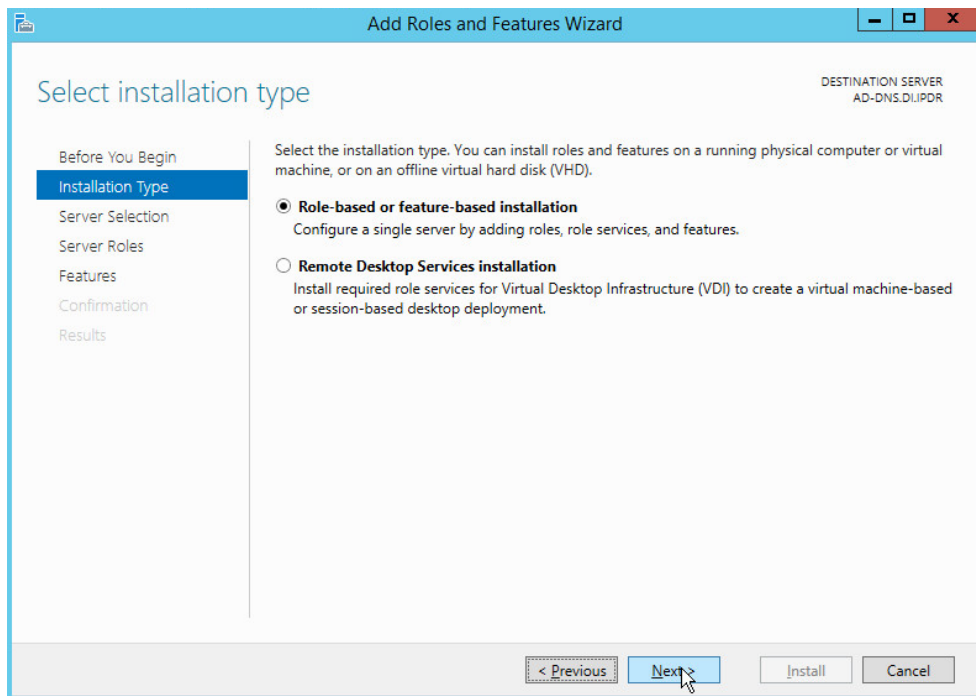 Add Roles and Features Wizard
Select installation type
DESTINATION SERVER
AD-DNS.DI.IPDR
Before You Begin
Installation Type
Server Selection
Server Roles
Features
Confirmation
Results
Select the installation type. You can install roles and features on a running physical computer or virtual
machine, or on an offline virtual hard disk (VHD).
Role-based or feature-based installation
Configure a single server by adding roles, role services, and features.
Remote Desktop Services installation
Install required role services for Virtual Desktop Infrastructure (VDI) to create a virtual machine-based
or session-based desktop deployment.
< Previous
Next >
Install
Cancel